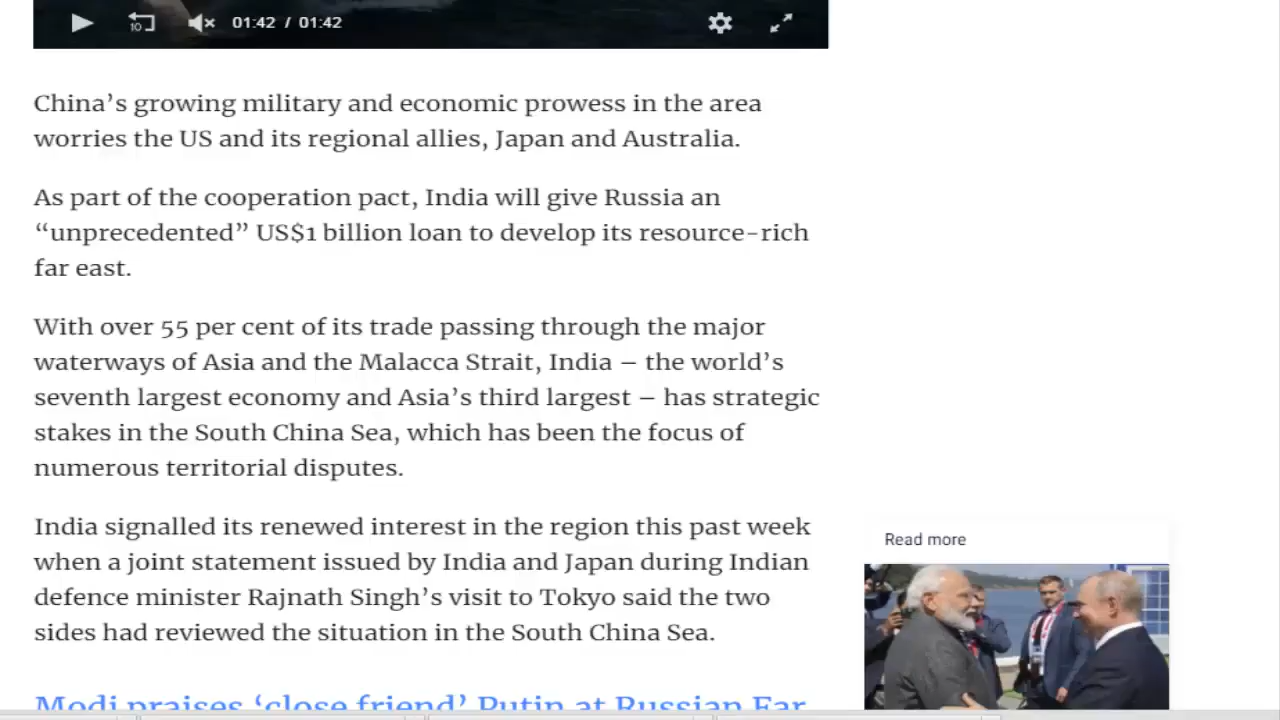 10
01:42 / 01:42
China’s growing military and economic prowess in the area
worries the US and its regional allies, Japan and Australia.
As part of the cooperation pact, India will give Russia an
“unprecedented” US$1 billion loan to develop its resource-rich
far east.
With over 55 per cent of its trade passing through the major
waterways of Asia and the Malacca Strait, India – the world’s
seventh largest economy and Asia’s third largest – has strategic
stakes in the South China Sea, which has been the focus of
numerous territorial disputes.
India signalled its renewed interest in the region this past week
when a joint statement issued by India and Japan during Indian
defence minister Rajnath Singh’s visit to Tokyo said the two
sides had reviewed the situation in the South China Sea.
Read more
Modi praises ‘close friend’ Putin at Russian Far